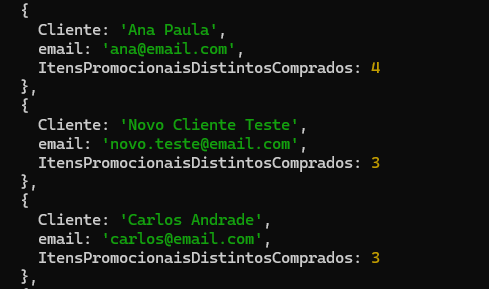 {
Cliente: 'Ana Paula',
email: 'ana@email.com',
ItensPromocionaisDistintosComprados: 4
},
{
Cliente: 'Novo Cliente Teste',
email: 'novo.teste@email.com',
ItensPromocionaisDistintosComprados: 3
},
{
Cliente: 'Carlos Andrade',
email: 'carlos@email.com',
ItensPromocionaisDistintosComprados: 3
},